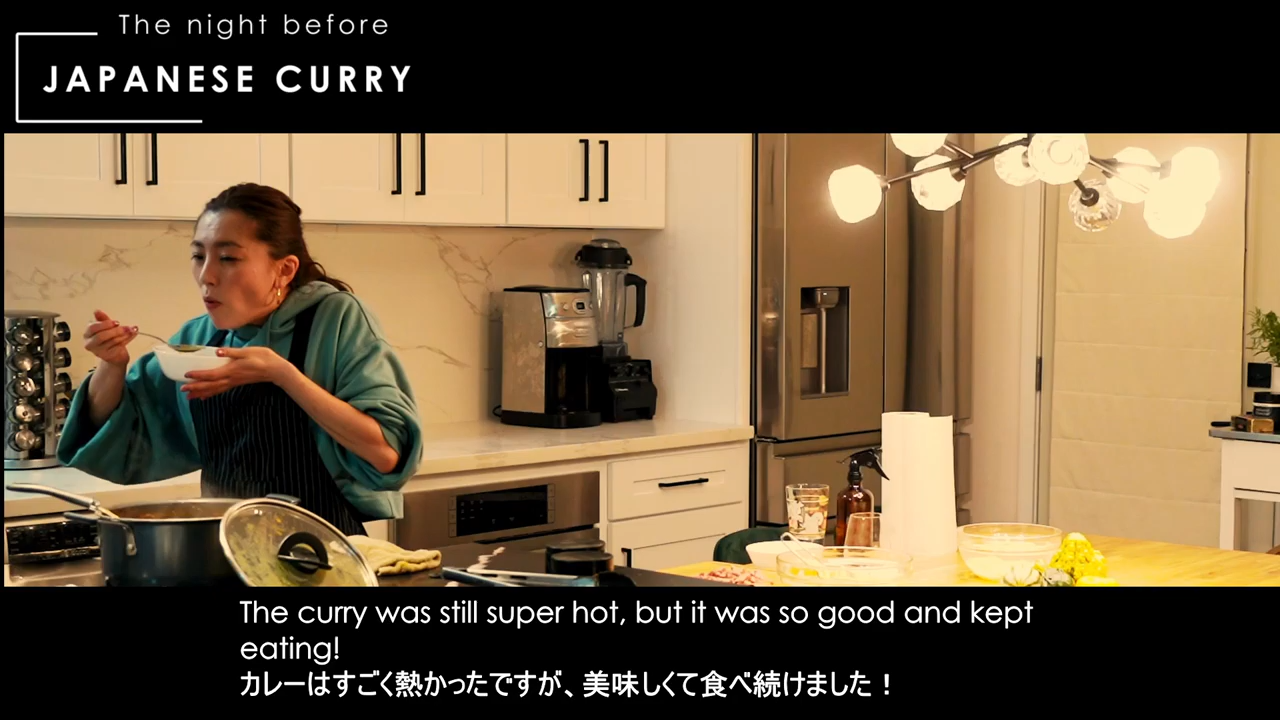 The night before
JAPANESE CURRY
The curry was still super hot, but it was so good and kept
eating!
カレーはすごく熱かったですが、美味しくて食べ続けました！